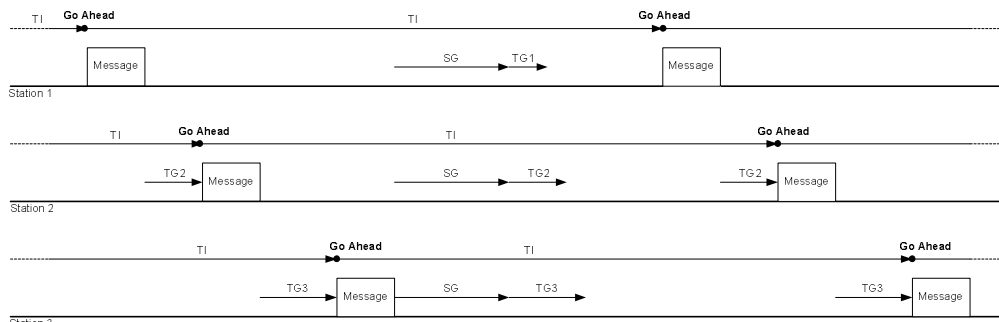 TI Go Ahead TI Go Ahead
Message SG TG1 Message
Station 1
TI Go Ahead TI Go Ahead
TG2 Message SG TG2 TG2 Message
Station 2
TI Go Ahead TI Go Ahead
TG3 Message SG TG3 TG3 Message